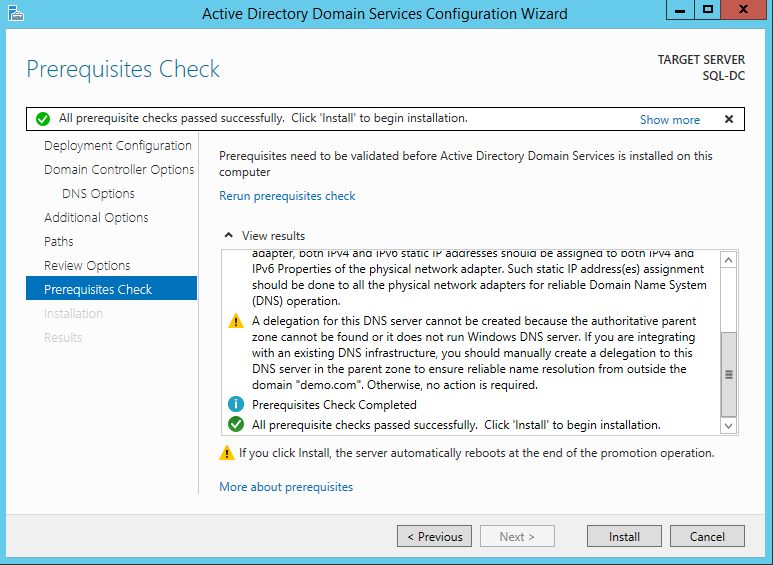 Active Directory Domain Services Configuration Wizard
Prerequisites Check
TARGET SERVER
SQL-DC
All prerequisite checks passed successfully.  Click 'Install' to begin installation.
Show more
Deployment Configuration
Domain Controller Options
DNS Options
Additional Options
Paths
Review Options
Prerequisites Check
Installation
Results
Prerequisites need to be validated before Active Directory Domain Services is installed on this
computer
Rerun prerequisites check
View results
adapter, both IPv4 and IPv6 static IP addresses should be assigned to both IPv4 and
IPv6 Properties of the physical network adapter. Such static IP address(es) assignment
should be done to all the physical network adapters for reliable Domain Name System
(DNS) operation.
A delegation for this DNS server cannot be created because the authoritative parent
zone cannot be found or it does not run Windows DNS server. If you are integrating
with an existing DNS infrastructure, you should manually create a delegation to this
DNS server in the parent zone to ensure reliable name resolution from outside the
domain "demo.com". Otherwise, no action is required.
Prerequisites Check Completed
All prerequisite checks passed successfully.  Click 'Install' to begin installation.
If you click Install, the server automatically reboots at the end of the promotion operation.
More about prerequisites
< Previous
Next >
Install
Cancel